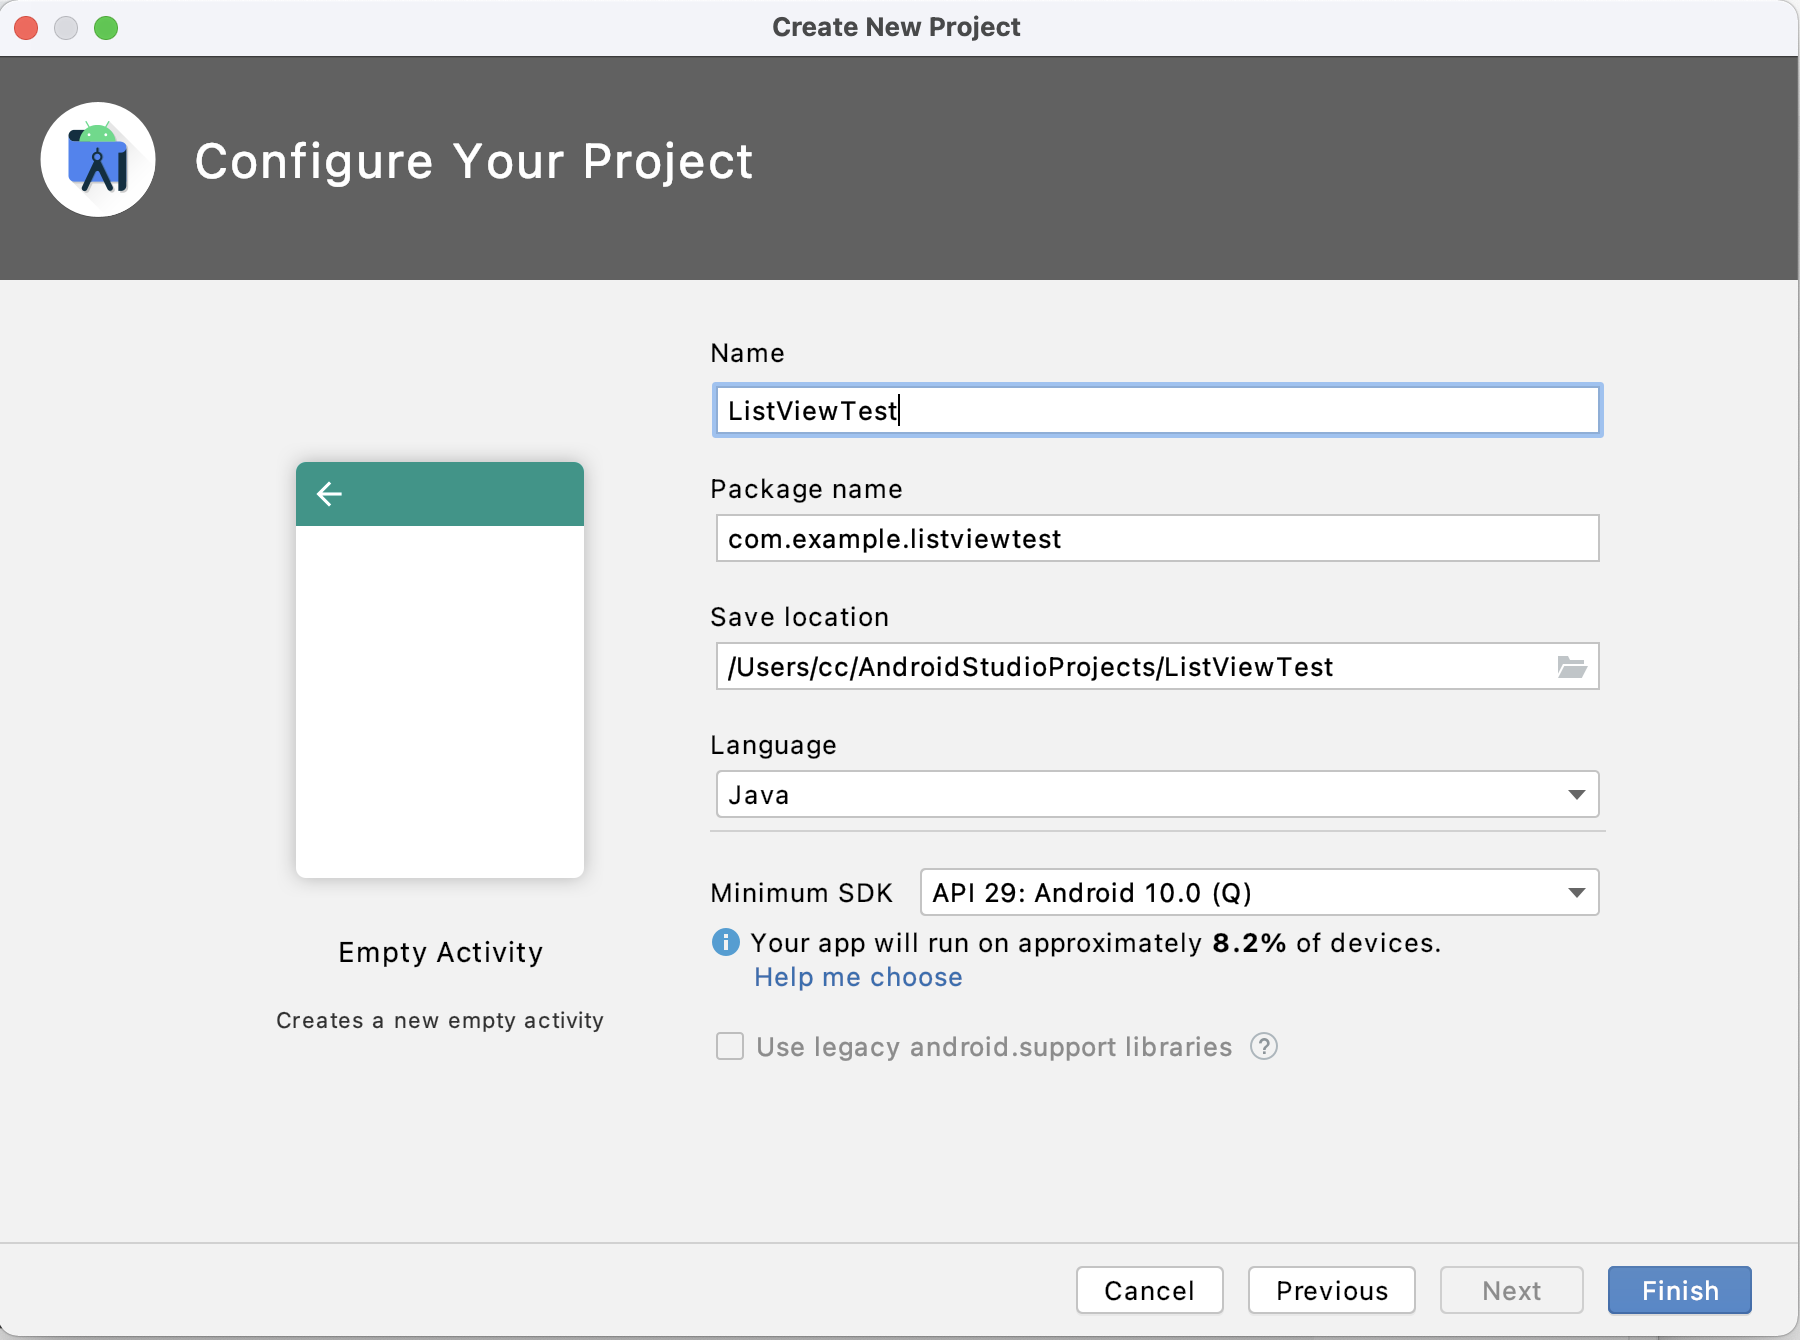 Create New Project
Configure Your Project
Name
ListViewTest
Package name
com.example.listviewtest
Save location
/Users/cc/AndroidStudioProjects/ListViewTest
Language
Java
Minimum SDK API 29: Android 10.0 (Q)
Your app will run on approximately 8.2% of devices.
Help me choose
Use legacy android.support libraries ?
Empty Activity
Creates a new empty activity
Cancel Previous Next Finish